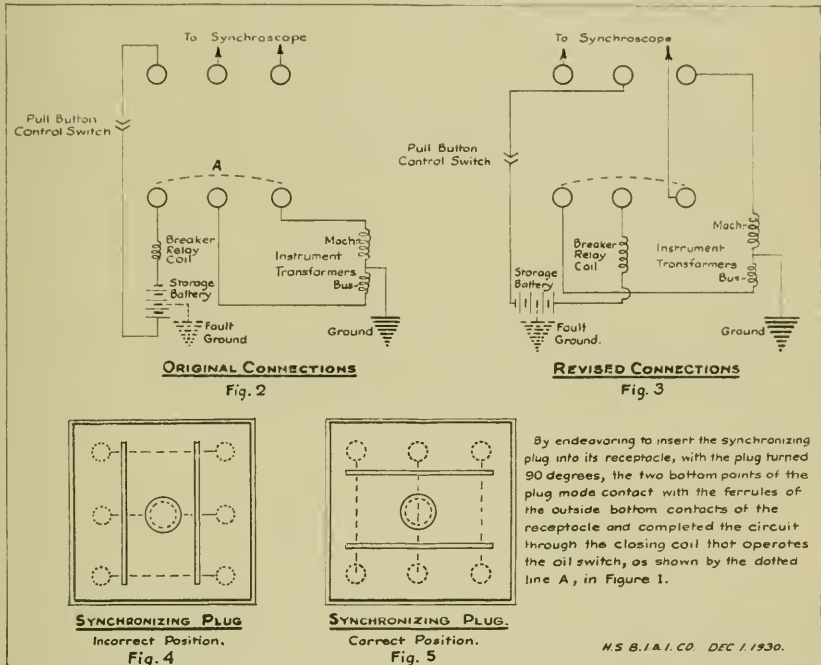 To Synchroscope
Pull Button
Control Switch
A
Breaker
Relay
Coil
Storage
Battery
Fault
Ground
Mach-
Instrument
Transformers
Bus-
Ground
ORIGINAL CONNECTIONS
Fig. 2
To Synchroscope
Pull Button
Control Switch
Breaker
Relay
Coil
Storage
Battery
Fault
Ground.
Mach-
Instrument
Transformers
Bus-
Ground
REVISED CONNECTIONS
Fig. 3
SYNCHRONIZING PLUG
Incorrect Position.
Fig. 4
SYNCHRONIZING PLUG.
Correct Position.
Fig. 5
By endeavoring to insert the synchronizing
plug into its receptacle, with the plug turned
90 degrees, the two bottom points of the
plug made contact with the ferrules of
the outside bottom contacts of the
receptacle and completed the circuit
through the closing coil that operates
the oil switch, as shown by the dotted
line A, in Figure 1.
H.S B.I & I. CO. DEC 1. 1930.